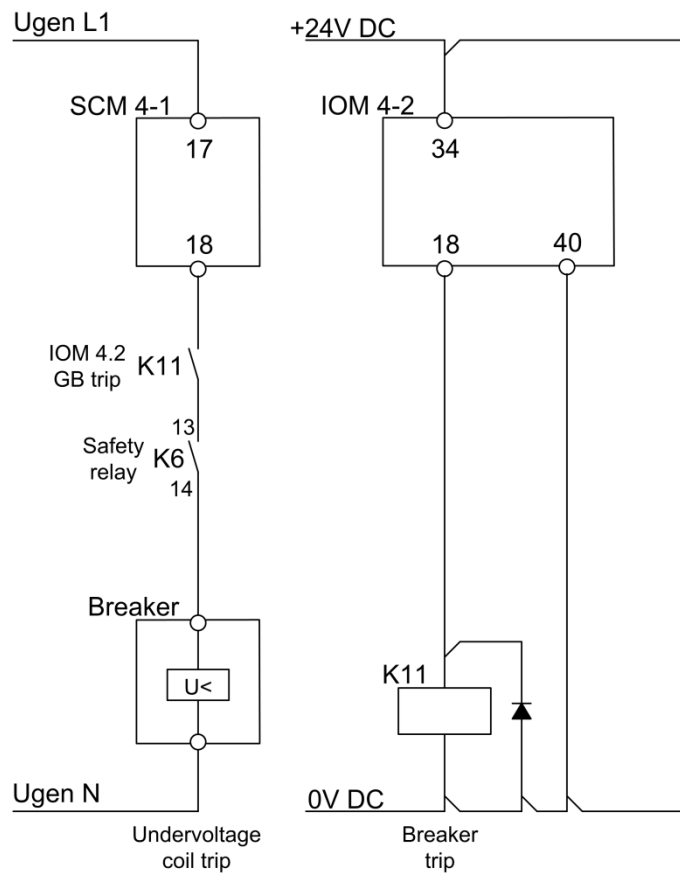 Ugen L1
+24V DC
SCM 4-1
IOM 4-2
17
34
18
18
40
IOM 4.2
GB trip
K11
13
Safety
relay
K6
14
Breaker
U<
K11
Ugen N
0V DC
Undervoltage
coil trip
Breaker
trip